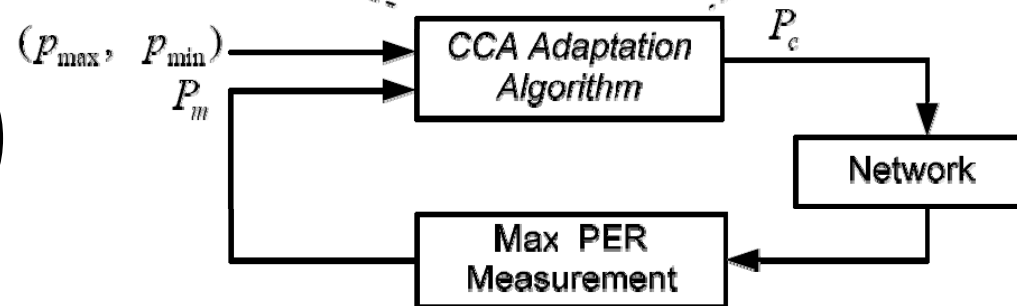 (p_max, p_min)
P_m
CCA Adaptation
Algorithm
P_c
Network
Max PER
Measurement